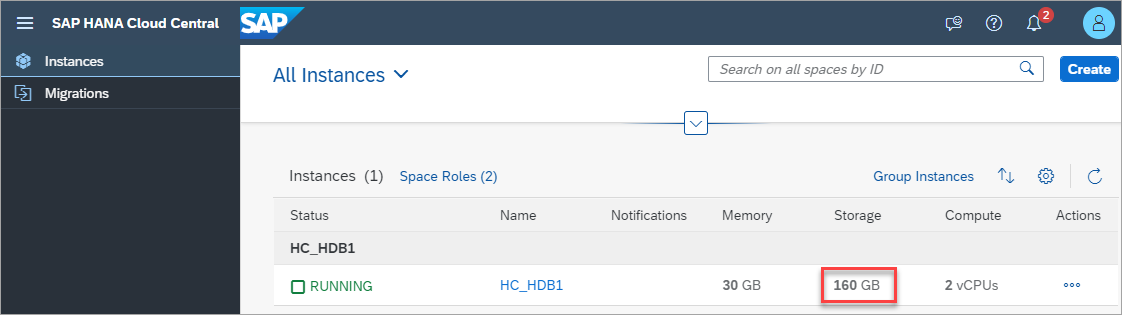 SAP HANA Cloud Central
SAP
2
Instances
Migrations
All Instances
Search on all spaces by ID
Create
Instances (1) Space Roles (2) Group Instances
Status Name Notifications Memory Storage Compute Actions
HC_HDB1
RUNNING HC_HDB1 30 GB 160 GB 2 vCPUs